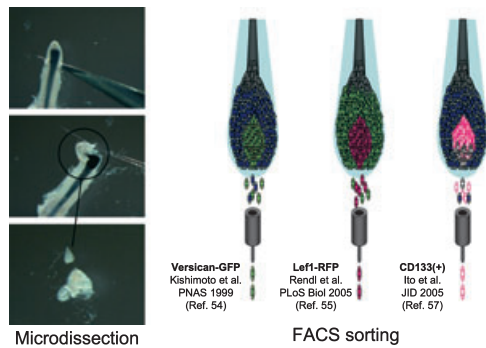 Versican-GFP
Kishimoto et al.
PNAS 1999
(Ref. 54)
Lef1-RFP
Rendl et al.
PLoS Biol 2005
(Ref. 55)
CD133(+)
Ito et al.
JID 2005
(Ref. 57)
Microdissection
FACS sorting